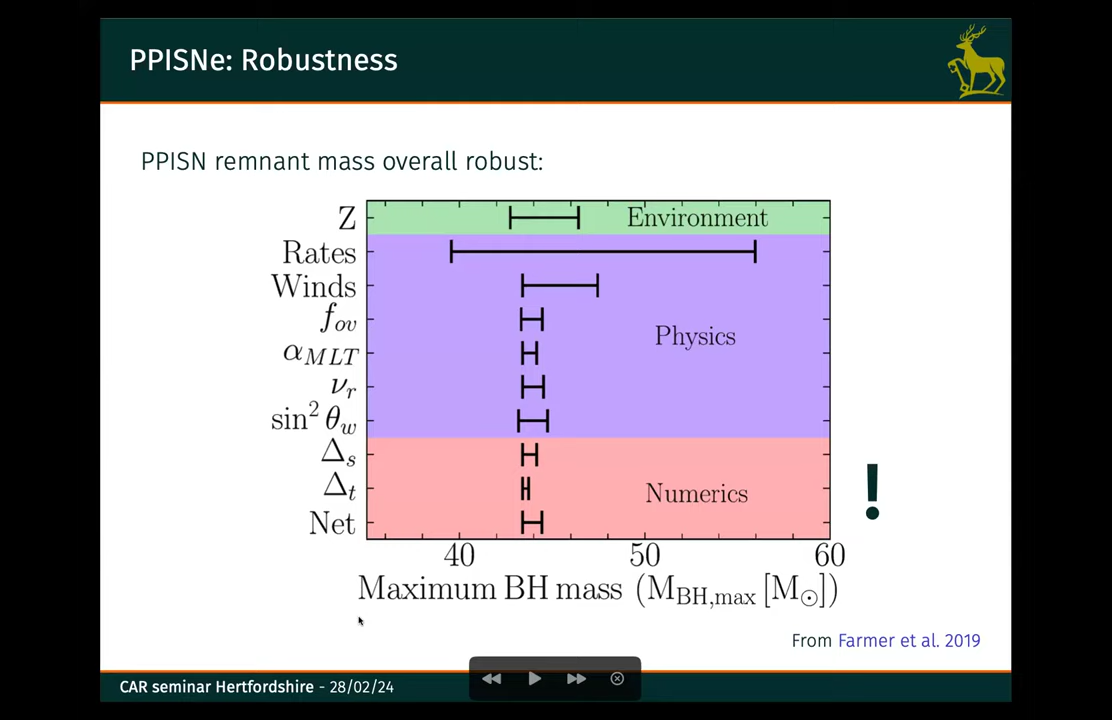 PPISNe: Robustness
PPISN remnant mass overall robust:
Z
Environment
Rates
Winds
f_ov
Physics
α_MLT
ν_r
sin² θ_w
Δ_s
Δ_t
Numerics
!
Net
40 50 60
Maximum BH mass (M_BH,max [M_☉])
From Farmer et al. 2019
CAR seminar Hertfordshire - 28/02/24